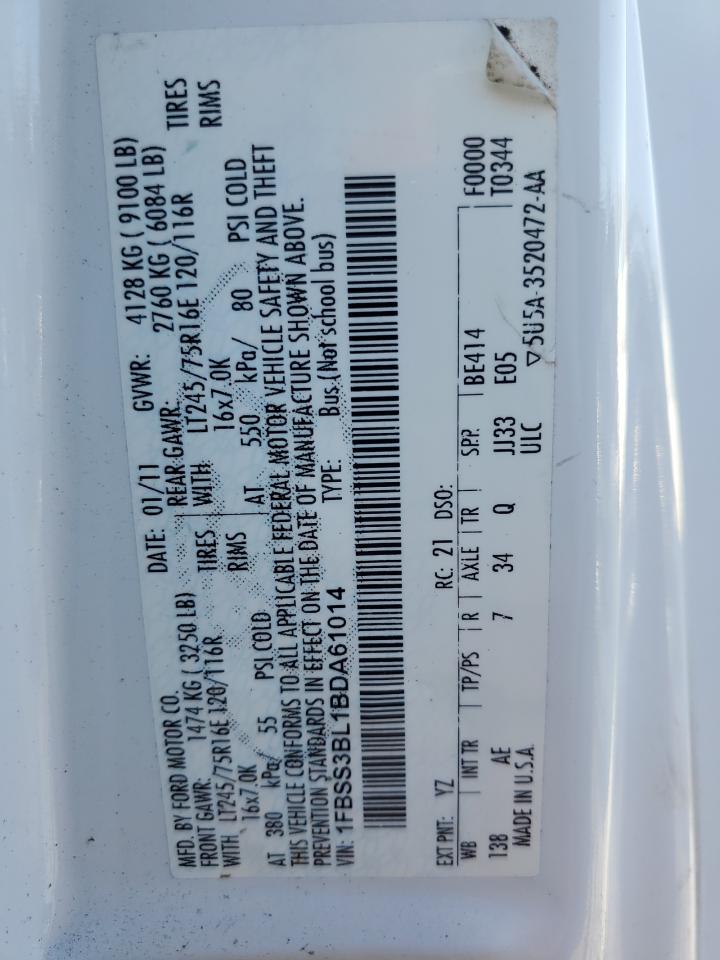 MFD. BY FORD MOTOR CO. DATE: 01/11 GVWR: 4128 KG ( 9100 LB)
FRONT GAWR: 1474 KG ( 3250 LB) REAR GAWR: 2760 KG ( 6084 LB)
WITH LT245/75R16E 120/116R TIRES WITH LT245/75R16E 120/116R TIRES
16x7.0K RIMS 16x7.0K RIMS
AT 380 kPa/ 55 PSI COLD AT 550 kPa/ 80 PSI COLD
THIS VEHICLE CONFORMS TO ALL APPLICABLE FEDERAL MOTOR VEHICLE SAFETY AND THEFT
PREVENTION STANDARDS IN EFFECT ON THE DATE OF MANUFACTURE SHOWN ABOVE.
VIN: 1FBSS3BL1BDA61014 TYPE: Bus (Not school bus)
EXT PNT: YZ RC: 21 DSO:
WB INT TR TP/PS R AXLE TR SPR BE414 F0000
138 AE 7 34 Q JJ33 E05 T0344
MADE IN U.S.A. ULC
▽5U5A-3520472-AA